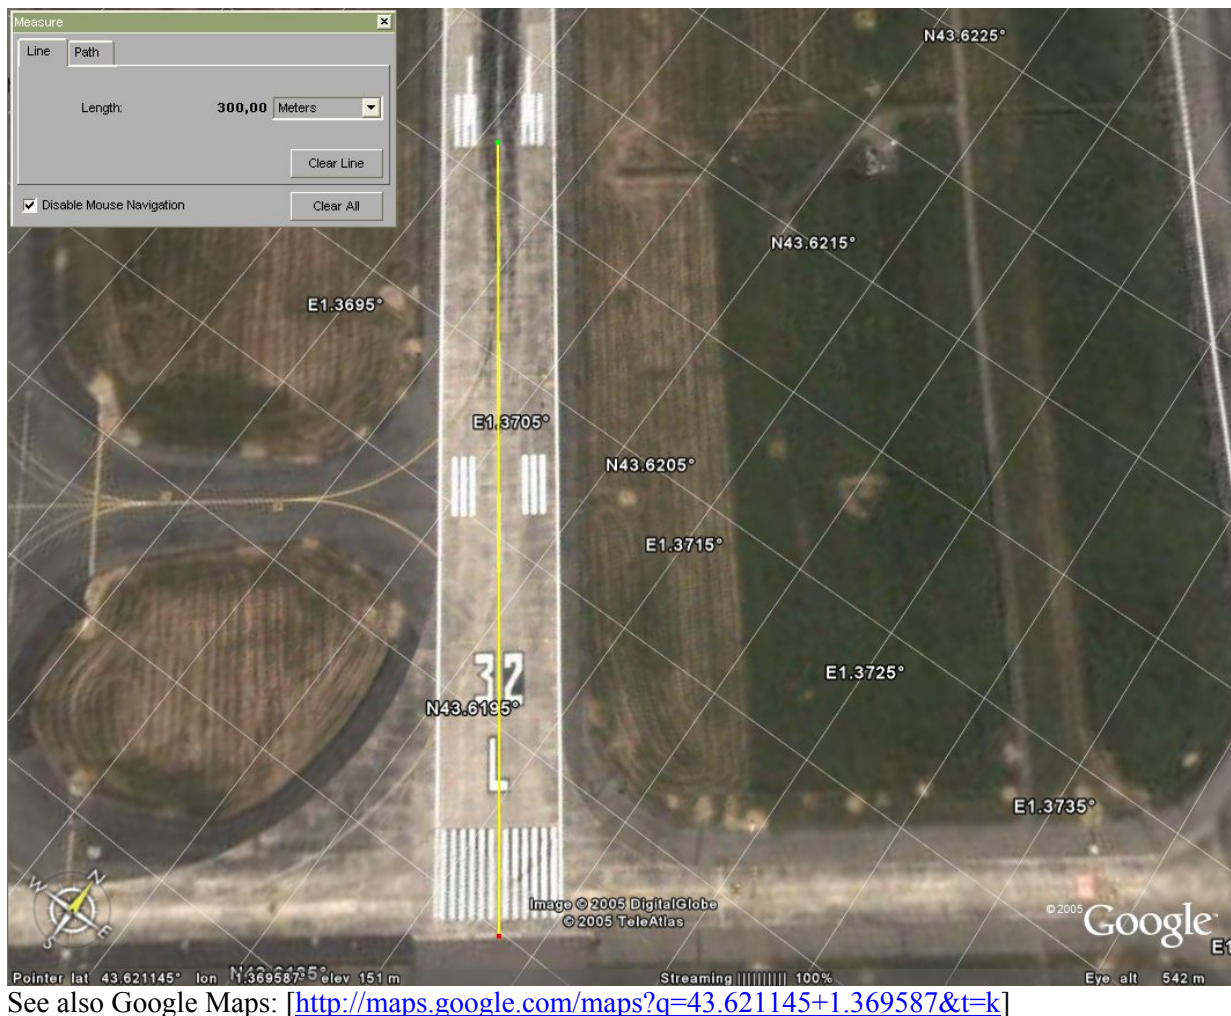 Measure
Line Path
Length: 300,00 Meters
Clear Line
Disable Mouse Navigation Clear All
N43.6225°
N43.6215°
E1.3695°
E1.3705°
N43.6205°
E1.3715°
32
E1.3725°
N43.6195°
L
E1.3735°
W N
S E
Image © 2005 DigitalGlobe
© 2005 TeleAtlas
©2005 Google
E1
Pointer lat 43.621145° lon 1.369587° elev 151 m Streaming |||||||||| 100% Eye alt 542 m
See also Google Maps: [http://maps.google.com/maps?q=43.621145+1.369587&t=k]